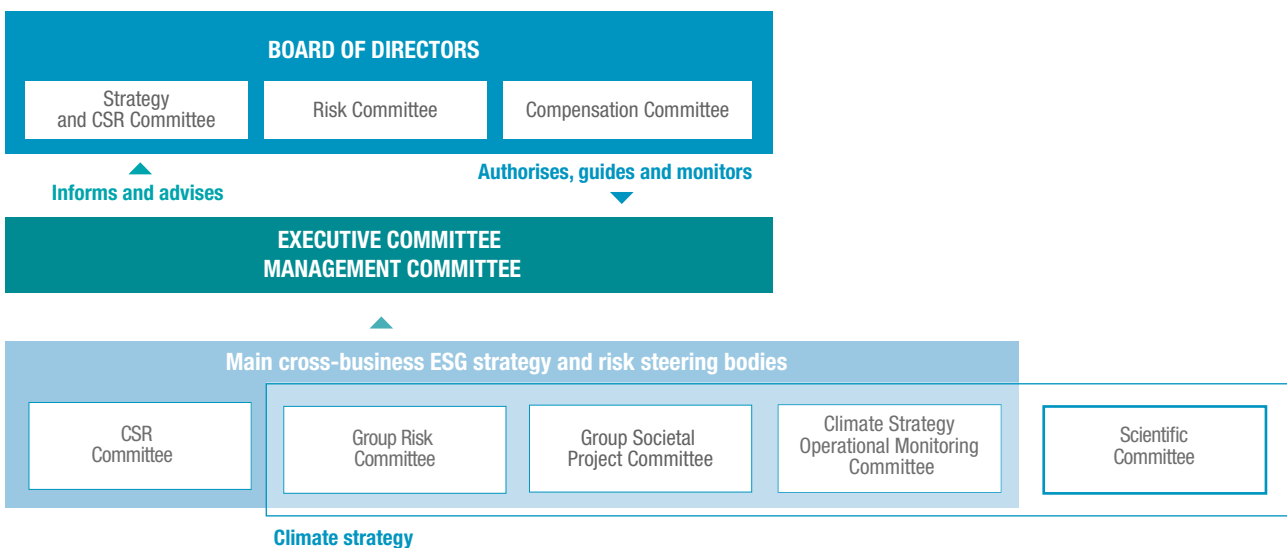 BOARD OF DIRECTORS
Strategy
and CSR Committee
Risk Committee
Compensation Committee
Informs and advises
Authorises, guides and monitors
EXECUTIVE COMMITTEE
MANAGEMENT COMMITTEE
Main cross-business ESG strategy and risk steering bodies
CSR
Committee
Group Risk
Committee
Group Societal
Project Committee
Climate Strategy
Operational Monitoring
Committee
Scientific
Committee
Climate strategy